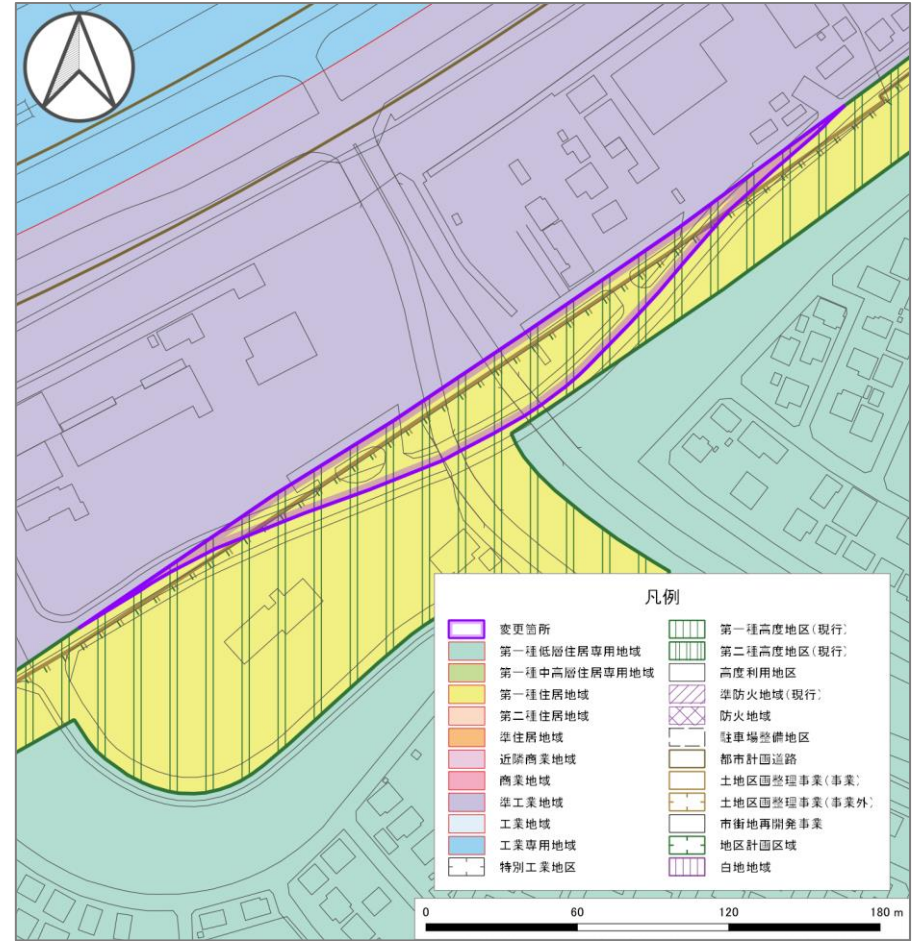 凡例
変更箇所
第一種低層住居専用地域
第一種中高層住居専用地域
第一種住居地域
第二種住居地域
準住居地域
近隣商業地域
商業地域
準工業地域
工業地域
工業専用地域
特別工業地区
第一種高度地区(現行)
第二種高度地区(現行)
高度利用地区
準防火地域(現行)
防火地域
駐車場整備地区
都市計画道路
土地区画整理事業(事業)
土地区画整理事業(事業外)
市街地再開発事業
地区計画区域
白地地域
0 60 120 180 m